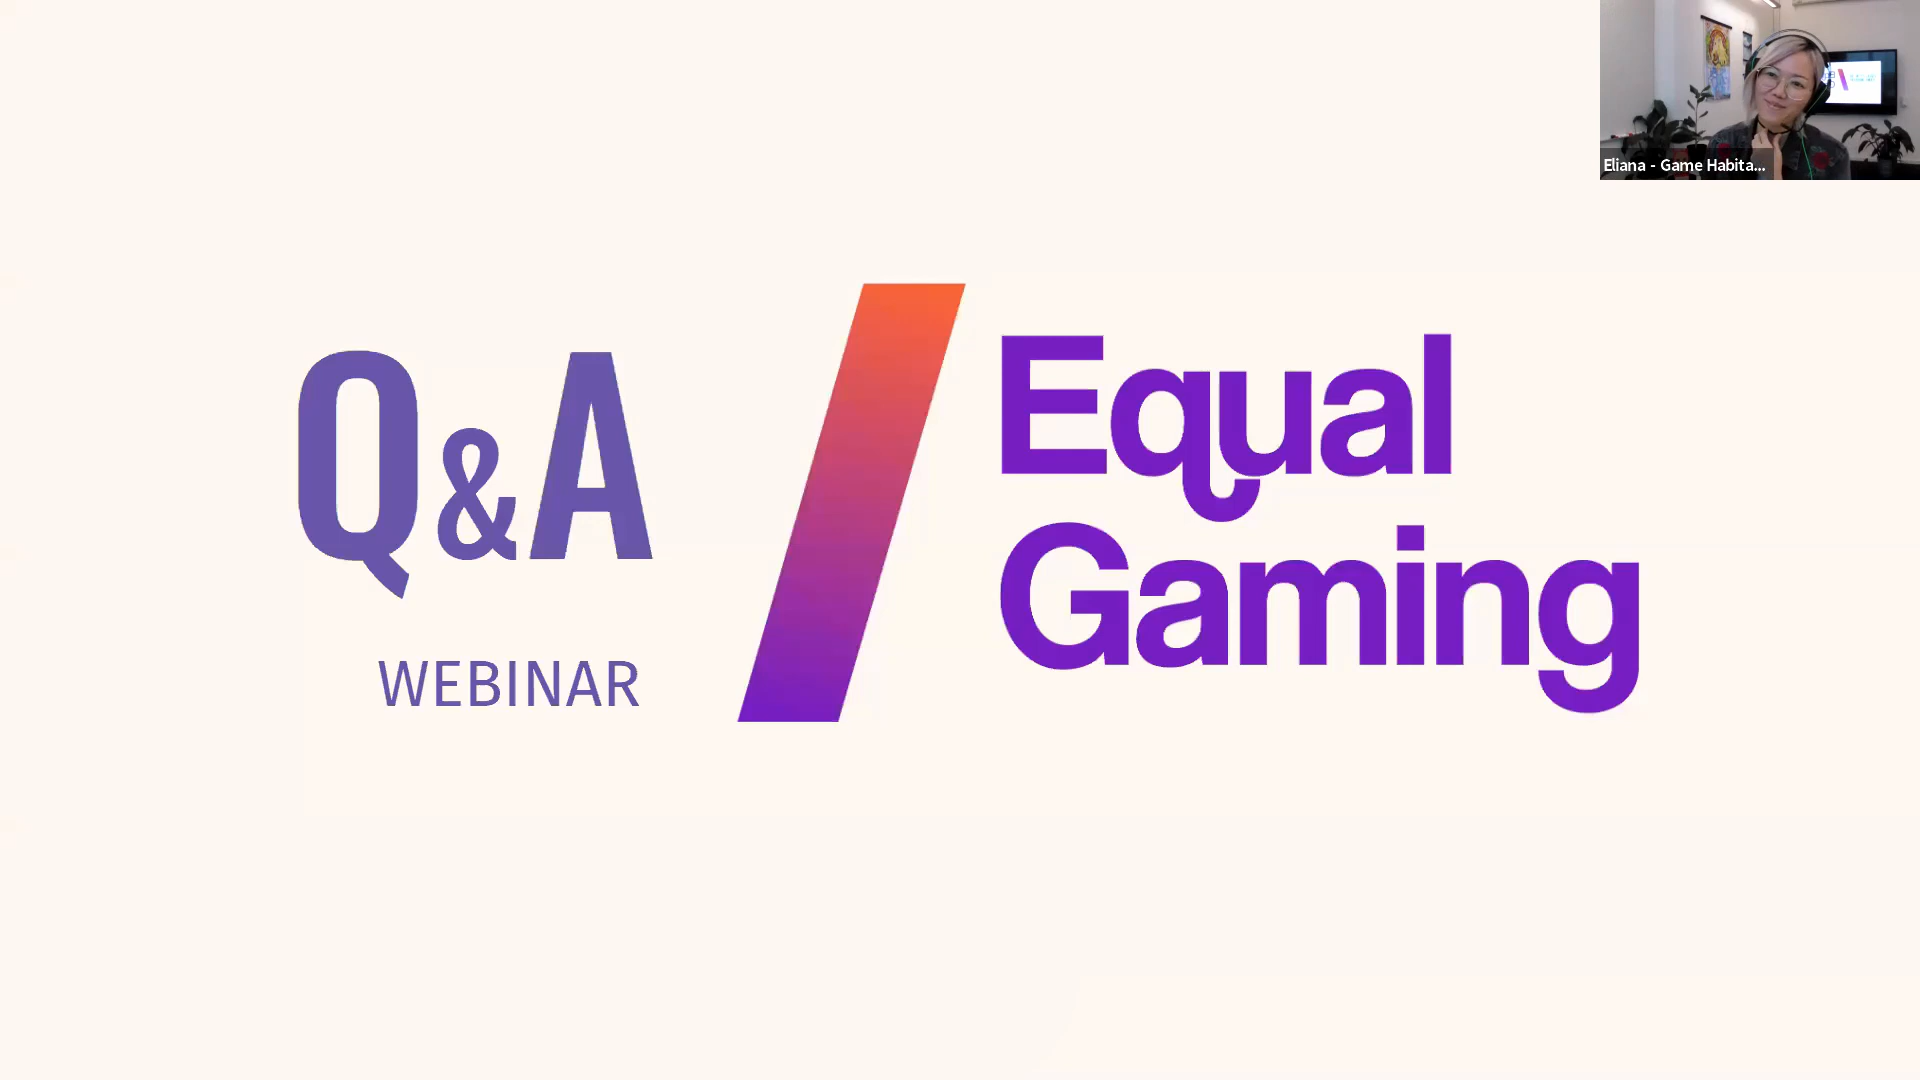 Eliana - Game Habita...
Q&A
WEBINAR
Equal
Gaming